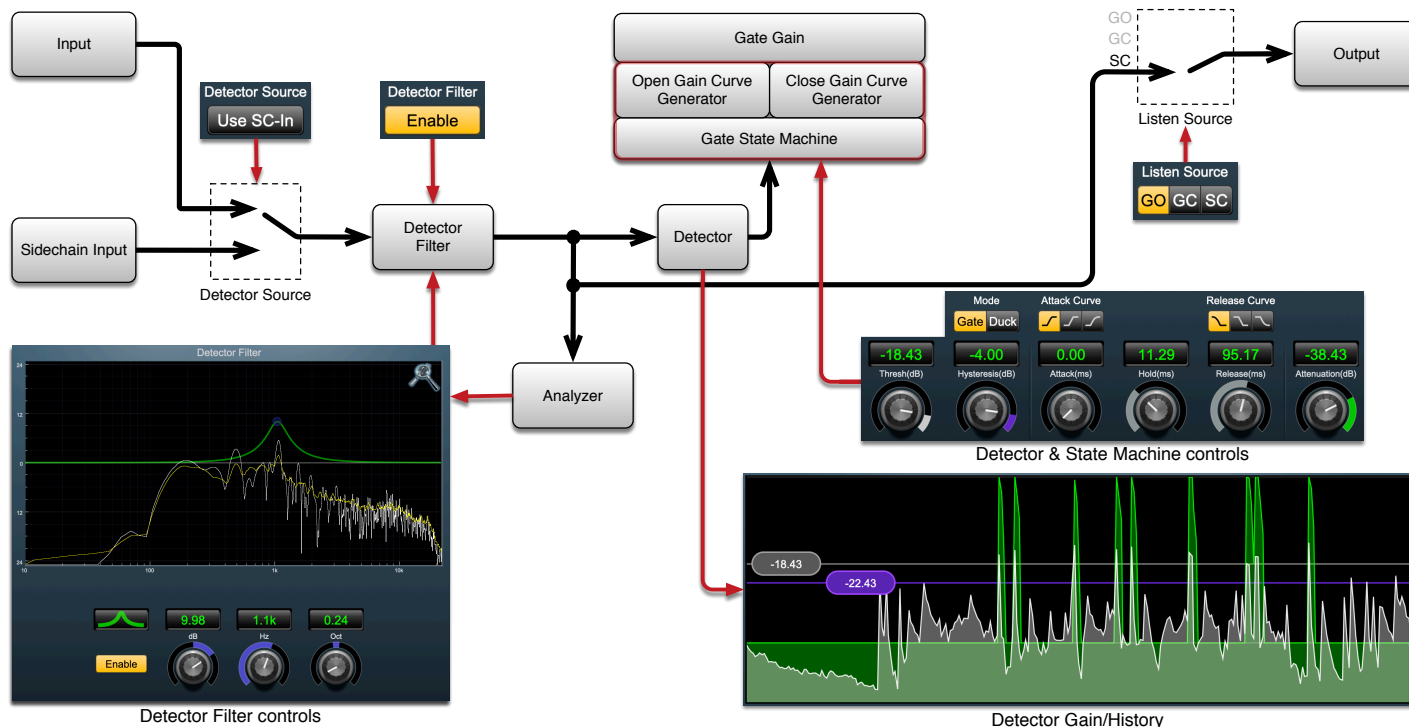 Input
Detector Source
Use SC-In
Detector Filter
Enable
Gate Gain
Open Gain Curve
Generator
Close Gain Curve
Generator
Gate State Machine
GO
GC
SC
Listen Source
Output
Listen Source
GO GC SC
Sidechain Input
Detector Source
Detector
Filter
Detector
Analyzer
Detector Filter
24
12
0
12
24
10 100 1k 10k
9.98 1.1k 0.24
dB Hz Oct
Enable
Detector Filter controls
Mode Attack Curve Release Curve
Gate Duck
-18.43 -4.00 0.00 11.29 95.17 -38.43
Thresh(dB) Hysteresis(dB) Attack(ms) Hold(ms) Release(ms) Attenuation(dB)
Detector & State Machine controls
-18.43
-22.43
Detector Gain/History